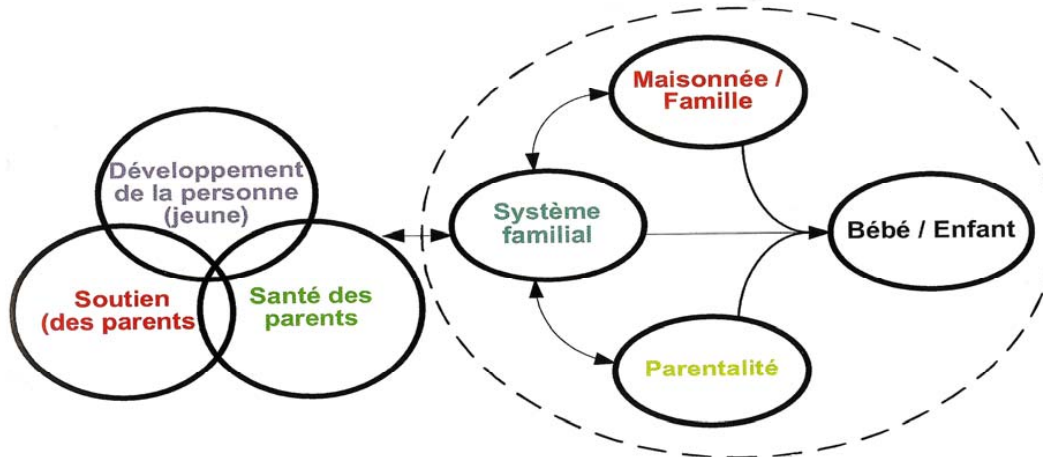 Développement
de la personne
(jeune)
Soutien
(des parents
Santé des
parents
Système
familial
Maisonnée /
Famille
Parentalité
Bébé / Enfant